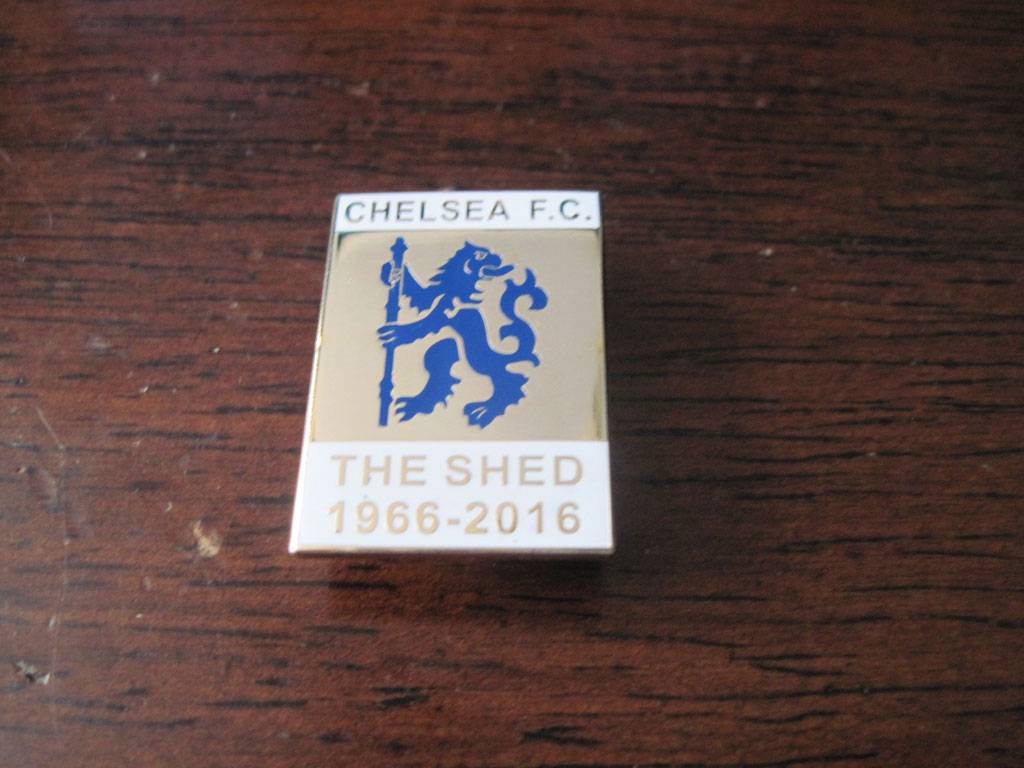 CHELSEA F.C.
THE SHED
1966-2016